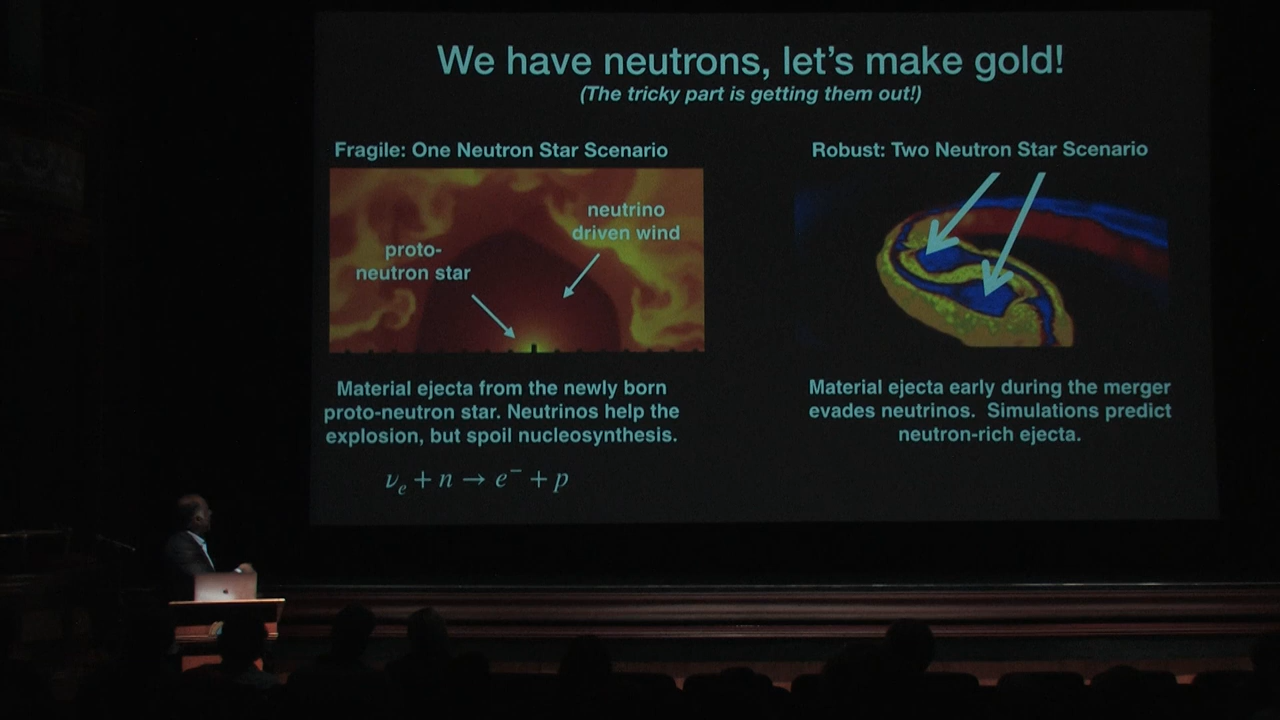 We have neutrons, let's make gold!
(The tricky part is getting them out!)
Fragile: One Neutron Star Scenario
neutrino
driven wind
proto-
neutron star
Material ejecta from the newly born
proto-neutron star. Neutrinos help the
explosion, but spoil nucleosynthesis.
νₑ + n → e⁻ + p
Robust: Two Neutron Star Scenario
Material ejecta early during the merger
evades neutrinos. Simulations predict
neutron-rich ejecta.